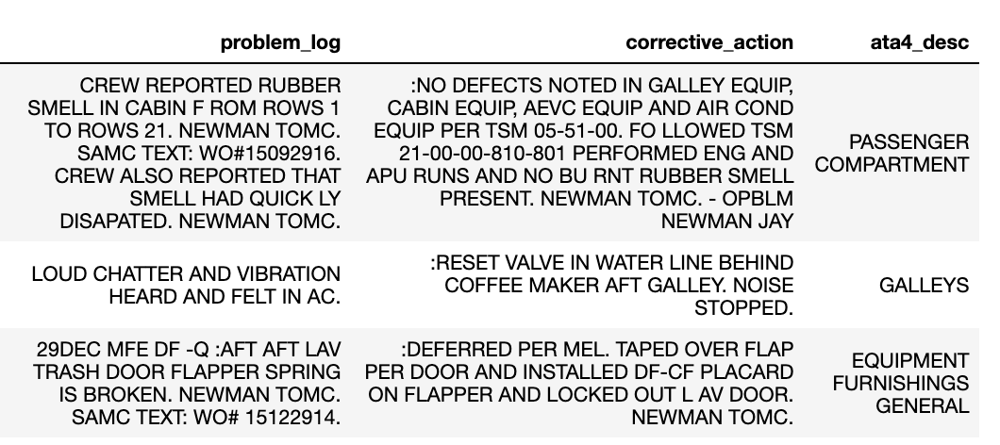 problem_log corrective_action ata4_desc
CREW REPORTED RUBBER
SMELL IN CABIN F ROM ROWS 1
TO ROWS 21. NEWMAN TOMC.
SAMC TEXT: WO#15092916.
CREW ALSO REPORTED THAT
SMELL HAD QUICK LY
DISAPATED. NEWMAN TOMC.
:NO DEFECTS NOTED IN GALLEY EQUIP,
CABIN EQUIP, AEVC EQUIP AND AIR COND
EQUIP PER TSM 05-51-00. FO LLOWED TSM
21-00-00-810-801 PERFORMED ENG AND
APU RUNS AND NO BU RNT RUBBER SMELL
PRESENT. NEWMAN TOMC. - OPBLM
NEWMAN JAY
PASSENGER
COMPARTMENT
LOUD CHATTER AND VIBRATION
HEARD AND FELT IN AC.
:RESET VALVE IN WATER LINE BEHIND
COFFEE MAKER AFT GALLEY. NOISE
STOPPED.
GALLEYS
29DEC MFE DF -Q :AFT AFT LAV
TRASH DOOR FLAPPER SPRING
IS BROKEN. NEWMAN TOMC.
SAMC TEXT: WO# 15122914.
:DEFERRED PER MEL. TAPED OVER FLAP
PER DOOR AND INSTALLED DF-CF PLACARD
ON FLAPPER AND LOCKED OUT L AV DOOR.
NEWMAN TOMC.
EQUIPMENT
FURNISHINGS
GENERAL